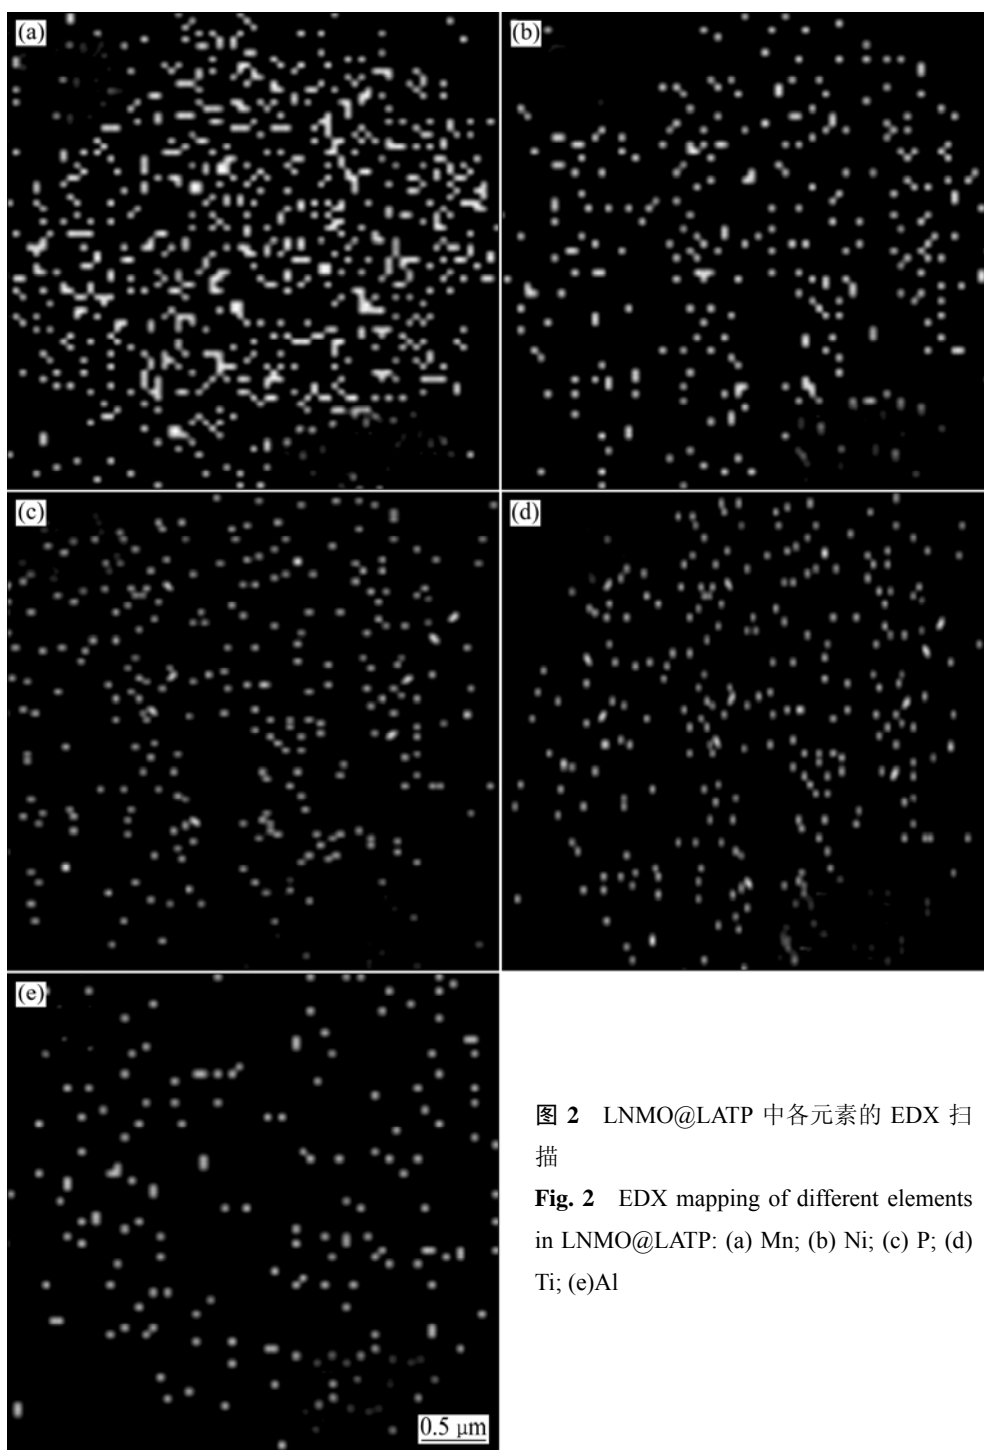 (a)
(b)
(c)
(d)
(e)
0.5 μm
图 2 LNMO@LATP 中各元素的 EDX 扫
描
Fig. 2 EDX mapping of different elements
in LNMO@LATP: (a) Mn; (b) Ni; (c) P; (d)
Ti; (e)Al